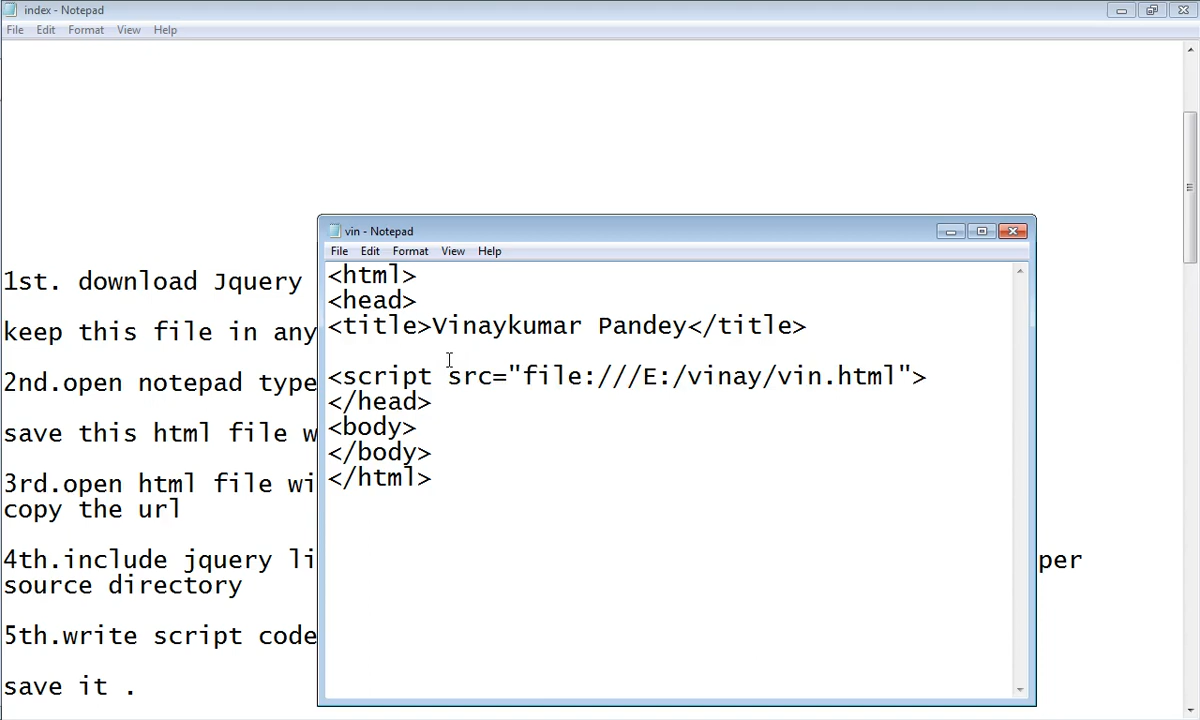 index - Notepad
File Edit Format View Help
1st. download Jquery
keep this file in any
2nd.open notepad type
save this html file w
3rd.open html file wi
copy the url
4th.include jquery li
per
source directory
5th.write script code
save it .
vin - Notepad
File Edit Format View Help
<html>
<head>
<title>Vinaykumar Pandey</title>
<script src="file:///E:/vinay/vin.html">
</head>
<body>
</body>
</html>